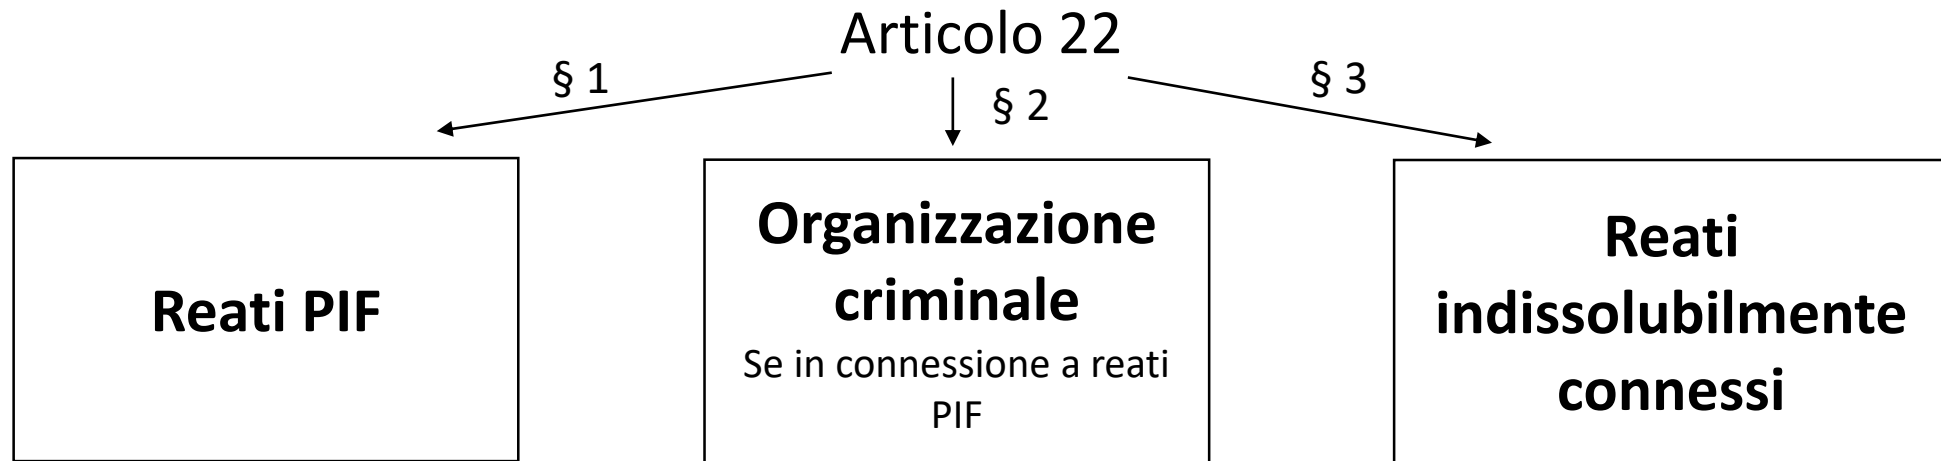 Articolo 22
§ 1
§ 2
§ 3
Reati PIF
Organizzazione
criminale
Se in connessione a reati
PIF
Reati
indissolubilmente
connessi